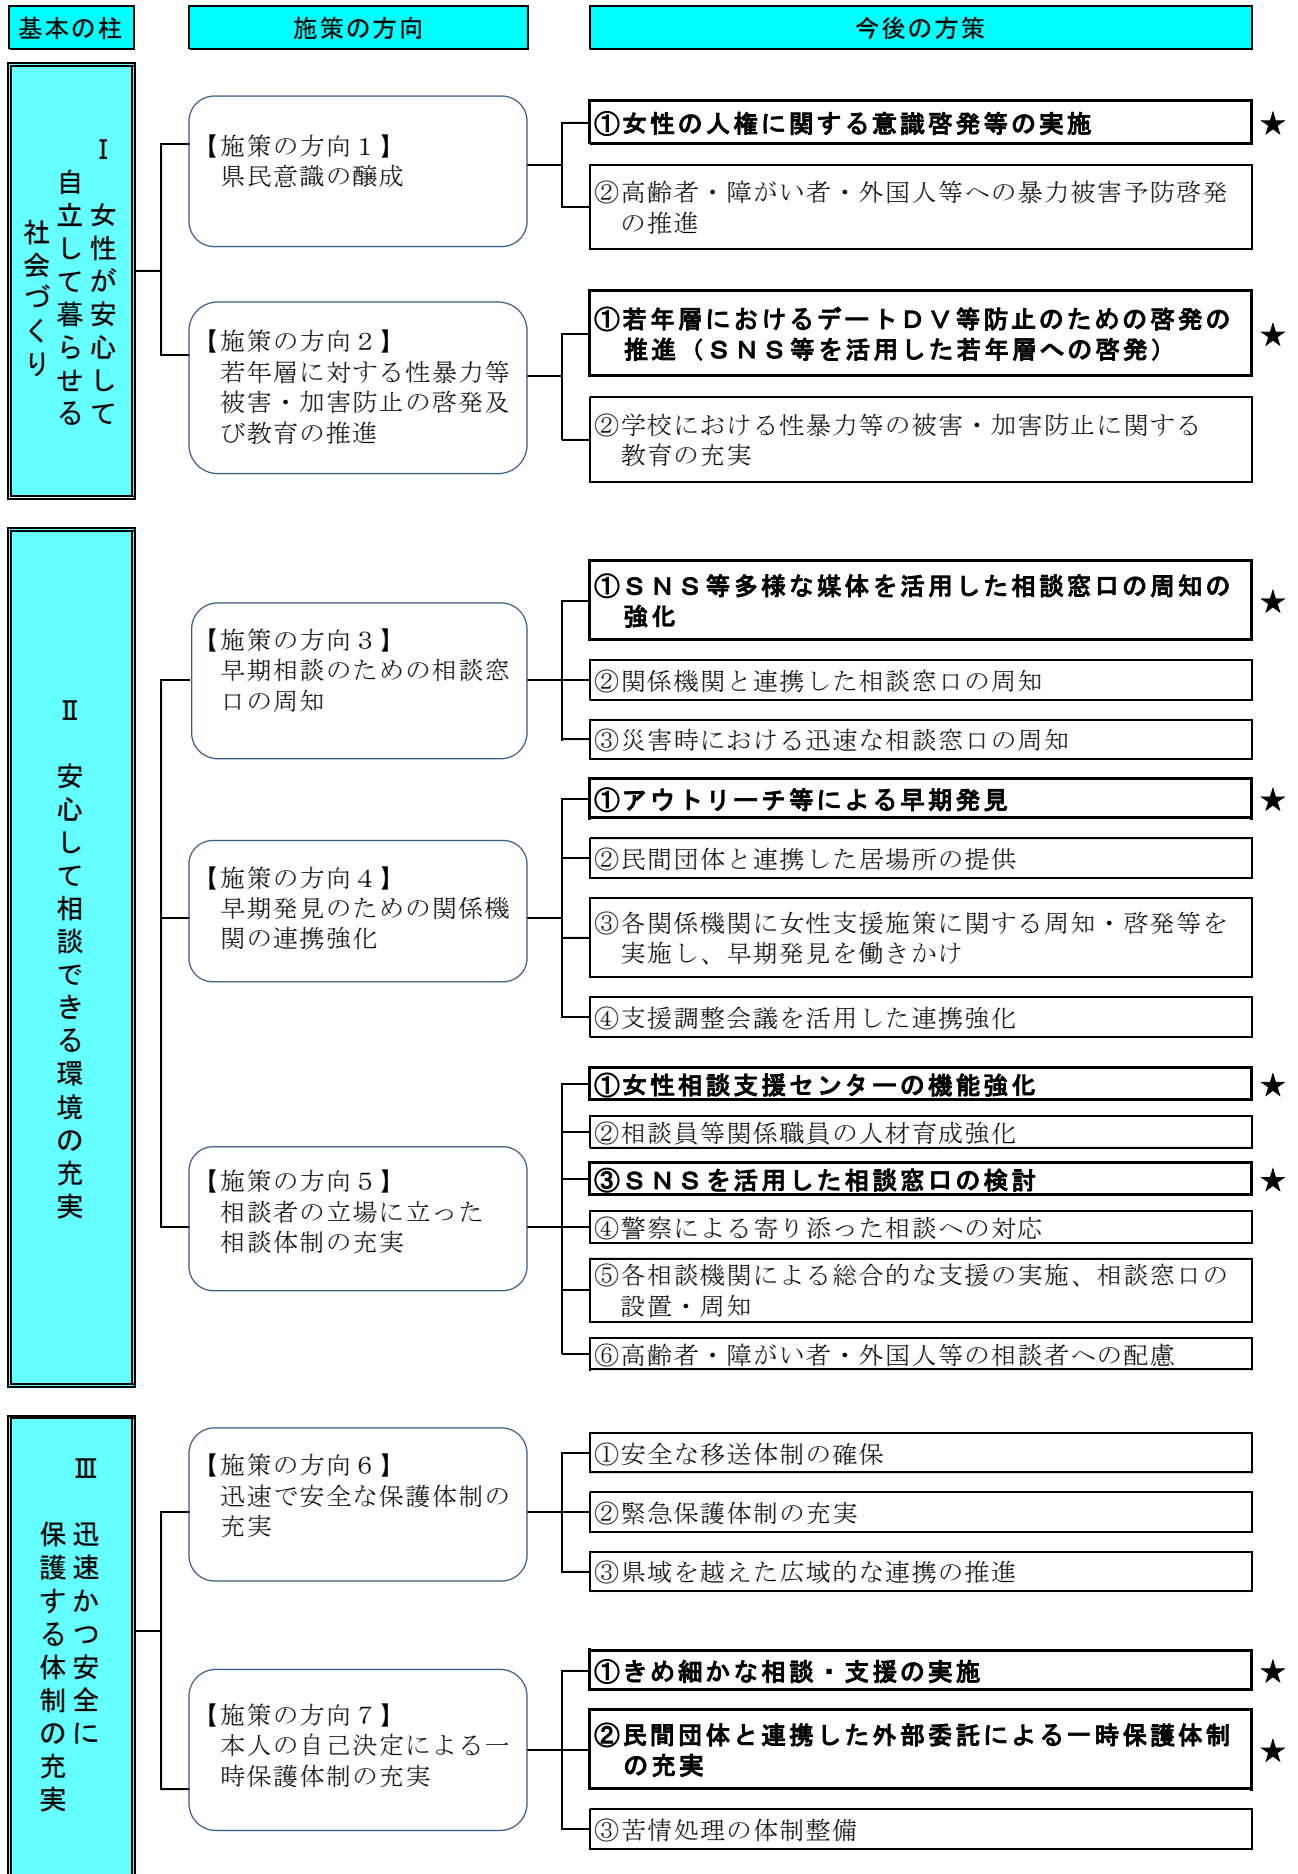 基本の柱
施策の方向
今後の方策
Ⅰ　女性が安心して
自立して暮らせる
社会づくり
【施策の方向１】
県民意識の醸成
①女性の人権に関する意識啓発等の実施
★
②高齢者・障がい者・外国人等への暴力被害予防啓発
の推進
【施策の方向２】
若年層に対する性暴力等
被害・加害防止の啓発及
び教育の推進
①若年層におけるデートＤＶ等防止のための啓発の
推進（ＳＮＳ等を活用した若年層への啓発）
★
②学校における性暴力等の被害・加害防止に関する
教育の充実
Ⅱ　安心して相談できる環境の充実
【施策の方向３】
早期相談のための相談窓
口の周知
①ＳＮＳ等多様な媒体を活用した相談窓口の周知の
強化
★
②関係機関と連携した相談窓口の周知
③災害時における迅速な相談窓口の周知
【施策の方向４】
早期発見のための関係機
関の連携強化
①アウトリーチ等による早期発見
★
②民間団体と連携した居場所の提供
③各関係機関に女性支援施策に関する周知・啓発等を
実施し、早期発見を働きかけ
④支援調整会議を活用した連携強化
【施策の方向５】
相談者の立場に立った
相談体制の充実
①女性相談支援センターの機能強化
★
②相談員等関係職員の人材育成強化
③ＳＮＳを活用した相談窓口の検討
★
④警察による寄り添った相談への対応
⑤各相談機関による総合的な支援の実施、相談窓口の
設置・周知
⑥高齢者・障がい者・外国人等の相談者への配慮
Ⅲ　迅速かつ安全に
保護する体制の充実
【施策の方向６】
迅速で安全な保護体制の
充実
①安全な移送体制の確保
②緊急保護体制の充実
③県域を越えた広域的な連携の推進
【施策の方向７】
本人の自己決定による一
時保護体制の充実
①きめ細かな相談・支援の実施
★
②民間団体と連携した外部委託による一時保護体制
の充実
★
③苦情処理の体制整備